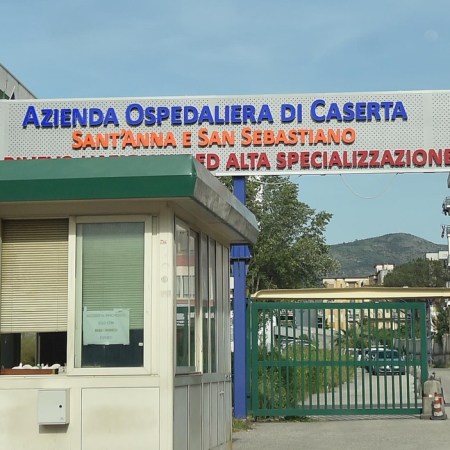 AZIENDA OSPEDALIERA DI CASERTA
SANT'ANNA E SAN SEBASTIANO
ED ALTA SPECIALIZZAZIONE